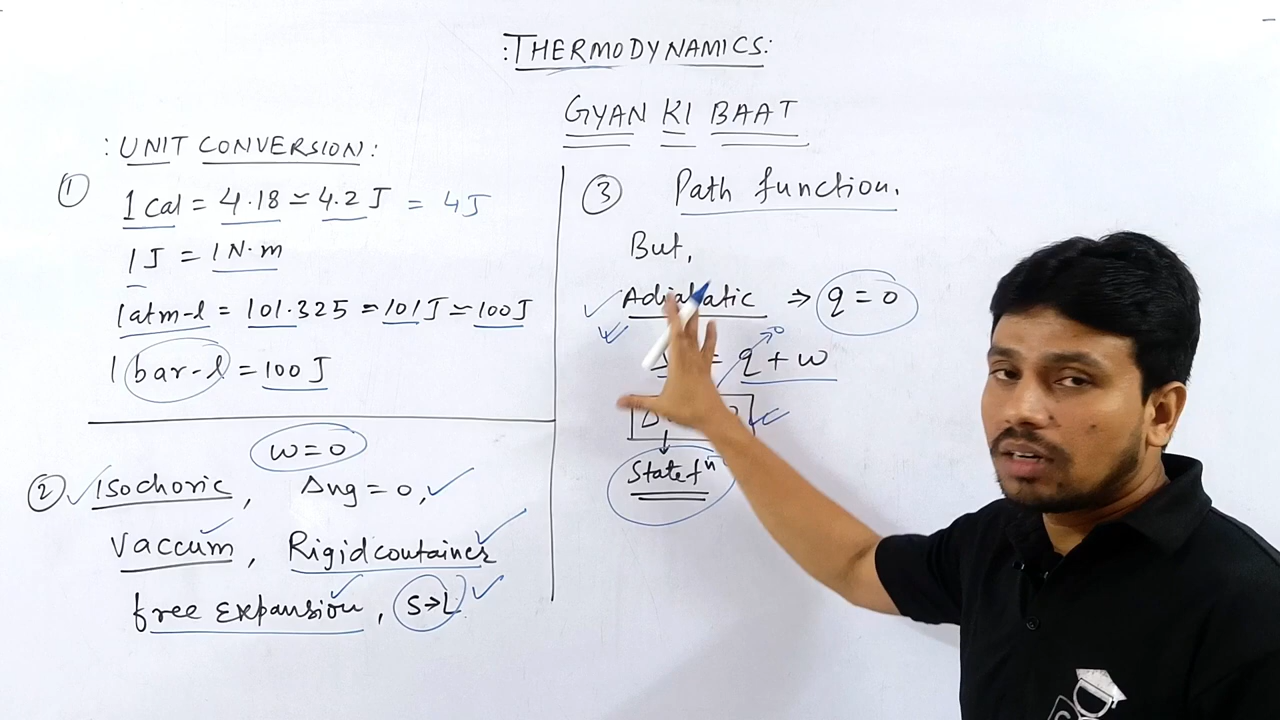 : THERMODYNAMICS :
GYAN KI BAAT
: UNIT CONVERSION :
① 1 Cal = 4.18 ≃ 4.2 J = 4J
1 J = 1 N·m
1 atm-l = 101.325 = 101 J ≃ 100 J
1 bar-l = 100 J
w = 0
② Isochoric, Δng = 0,
Vaccum, Rigid container
free expansion, S→L
③ Path function.
But,
Adiabatic ⇒ q = 0
= q + w
→ 0
State fⁿ